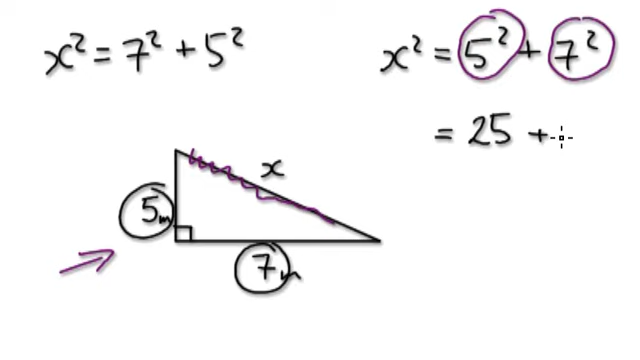 x² = 7² + 5²
x² = 5² + 7²
= 25 +
x
5m
7m